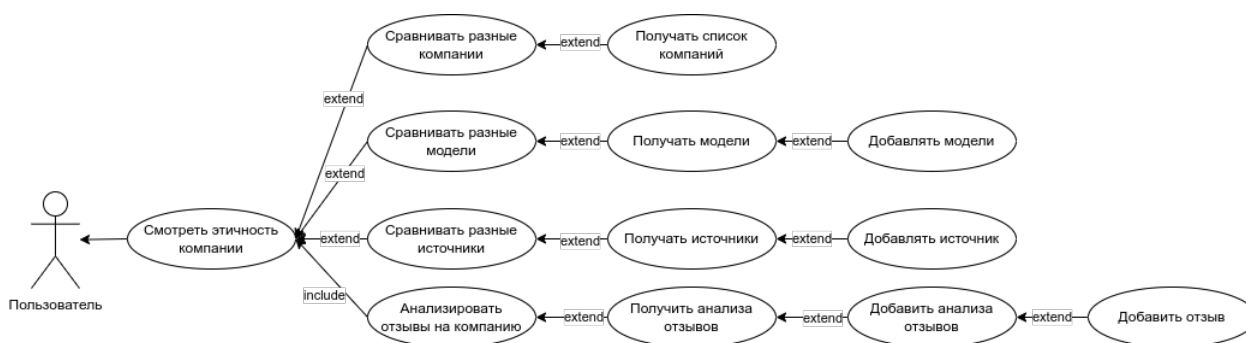 Сравнивать разные
компании
extend
Получать список
компаний
extend
Сравнивать разные
модели
extend
Получать модели
extend
Добавлять модели
extend
Пользователь
Смотреть этичность
компании
extend
Сравнивать разные
источники
extend
Получать источники
extend
Добавлять источник
include
Анализировать
отзывы на компанию
extend
Получить анализа
отзывов
extend
Добавить анализа
отзывов
extend
Добавить отзыв